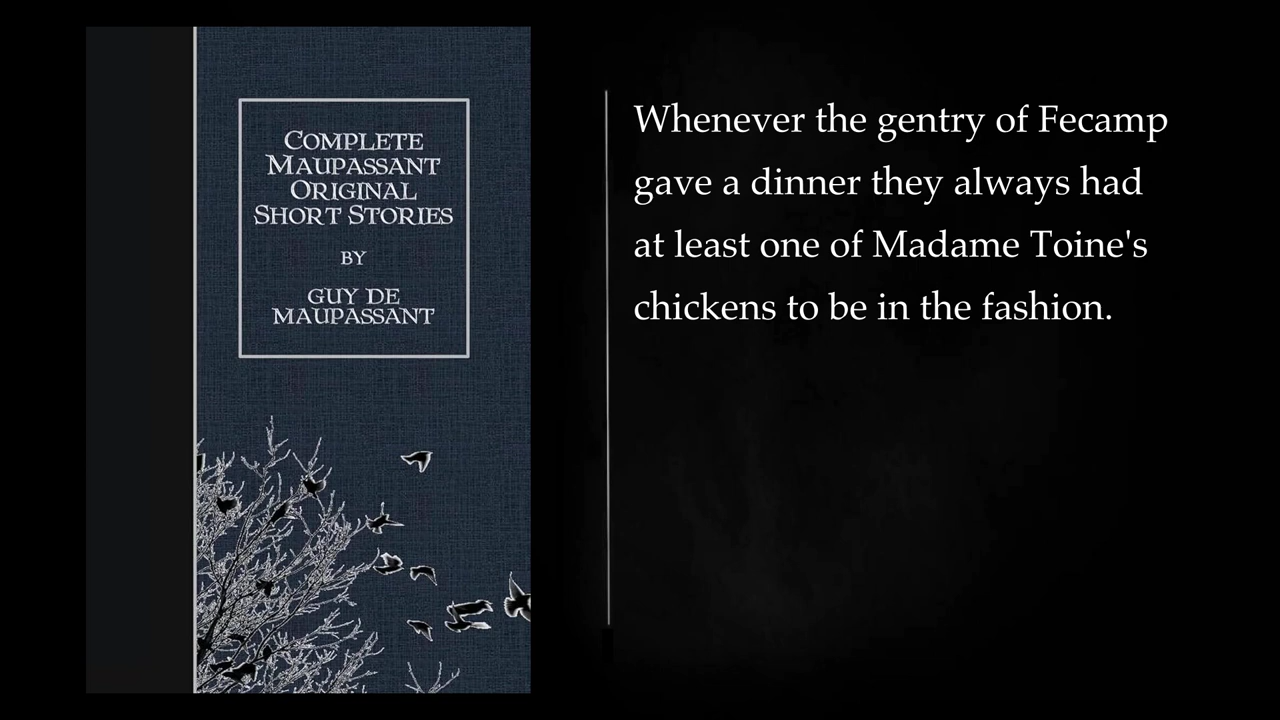 COMPLETE
MAUPASSANT
ORIGINAL
SHORT STORIES
BY
GUY DE
MAUPASSANT
Whenever the gentry of Fecamp
gave a dinner they always had
at least one of Madame Toine's
chickens to be in the fashion.